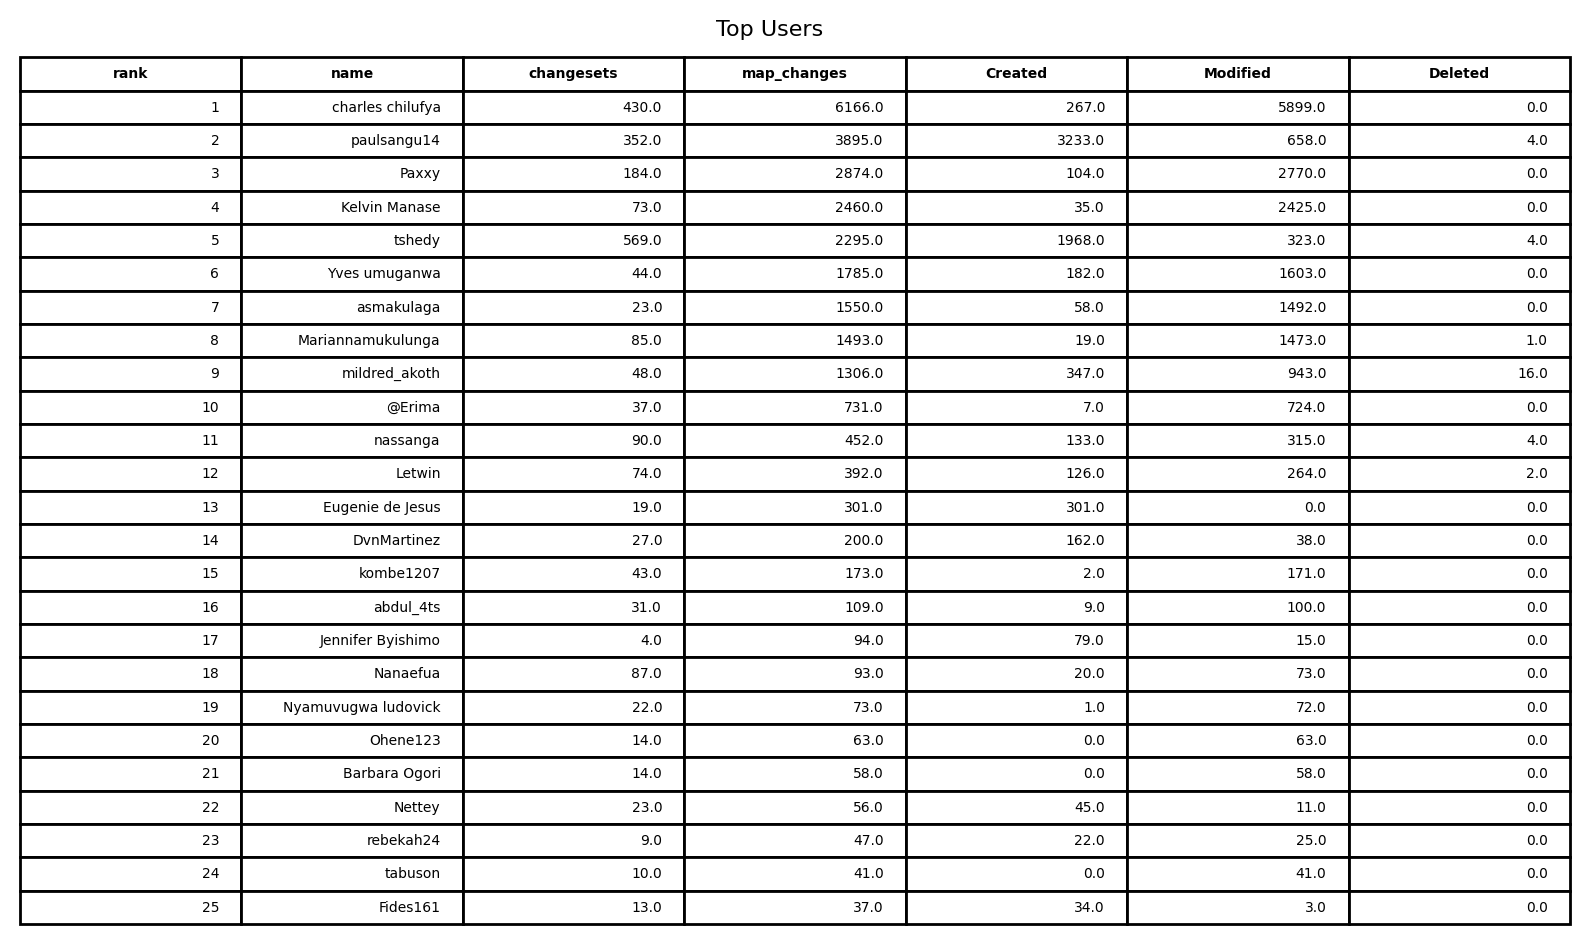 Top Users
rank name changesets map_changes Created Modified Deleted
1 charles chilufya 430.0 6166.0 267.0 5899.0 0.0
2 paulsangu14 352.0 3895.0 3233.0 658.0 4.0
3 Paxxy 184.0 2874.0 104.0 2770.0 0.0
4 Kelvin Manase 73.0 2460.0 35.0 2425.0 0.0
5 tshedy 569.0 2295.0 1968.0 323.0 4.0
6 Yves umuganwa 44.0 1785.0 182.0 1603.0 0.0
7 asmakulaga 23.0 1550.0 58.0 1492.0 0.0
8 Mariannamukulunga 85.0 1493.0 19.0 1473.0 1.0
9 mildred_akoth 48.0 1306.0 347.0 943.0 16.0
10 @Erima 37.0 731.0 7.0 724.0 0.0
11 nassanga 90.0 452.0 133.0 315.0 4.0
12 Letwin 74.0 392.0 126.0 264.0 2.0
13 Eugenie de Jesus 19.0 301.0 301.0 0.0 0.0
14 DvnMartinez 27.0 200.0 162.0 38.0 0.0
15 kombe1207 43.0 173.0 2.0 171.0 0.0
16 abdul_4ts 31.0 109.0 9.0 100.0 0.0
17 Jennifer Byishimo 4.0 94.0 79.0 15.0 0.0
18 Nanaefua 87.0 93.0 20.0 73.0 0.0
19 Nyamuvugwa ludovick 22.0 73.0 1.0 72.0 0.0
20 Ohene123 14.0 63.0 0.0 63.0 0.0
21 Barbara Ogori 14.0 58.0 0.0 58.0 0.0
22 Nettey 23.0 56.0 45.0 11.0 0.0
23 rebekah24 9.0 47.0 22.0 25.0 0.0
24 tabuson 10.0 41.0 0.0 41.0 0.0
25 Fides161 13.0 37.0 34.0 3.0 0.0